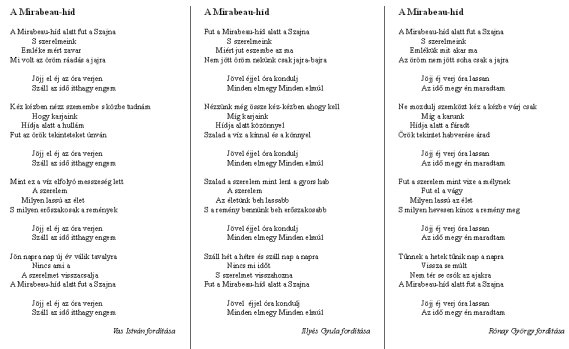 A Mirabeau-híd
A Mirabeau-híd alatt fut a Szajna
S szerelmeink
Emléke mért zavar
Mi volt az öröm ráadás a jajra
Jöjj el éj az óra verjen
Száll az idő itthagy engem
Kéz kézben nézz szemembe s közbe tudnám
Hogy karjaink
Hídja alatt a hullám
Fut az örök tekinteteket únván
Jöjj el éj az óra verjen
Száll az idő itthagy engem
Mint ez a víz elfolyó messzeség lett
A szerelem
Milyen lassú az élet
S milyen erőszakosak a remények
Jöjj el éj az óra verjen
Száll az idő itthagy engem
Jön napra nap új év válik tavalyra
Nincs ami a
A szerelmet visszacsalja
A Mirabeau-híd alatt fut a Szajna
Jöjj el éj az óra verjen
Száll az idő itthagy engem
Vas István fordítása
A Mirabeau-híd
Fut a Mirabeau-híd alatt a Szajna
S szerelmeink
Miért jut eszembe az ma
Nem jött öröm nekünk csak jajra-bajra
Jövel éjjel óra kondulj
Minden elmegy Minden elmúl
Nézzünk még össze kéz-kézben ahogy kell
Míg karjaink
Hídja alatt közönnyel
Szalad a víz a kínnal és a könnyel
Jövel éjjel óra kondulj
Minden elmegy Minden elmúl
Szalad a szerelem mint lent a gyors hab
A szerelem
Az életünk beh lassabb
S a remény bennünk beh erőszakosabb
Jövel éjjel óra kondulj
Minden elmegy Minden elmúl
Száll hét a hétre és száll nap a napra
Nincs mi időt
S szerelmet visszahozna
Fut a Mirabeau-híd alatt a Szajna
Jövel éjjel óra kondulj
Minden elmegy Minden elmúl
Illyés Gyula fordítása
A Mirabeau-híd
A Mirabeau-híd alatt fut a Szajna
S szerelmeink
Emlékük mit akar ma
Az öröm nem jött soha csak a jajra
Jöjj éj verj óra lassan
Az idő megy én maradtam
Ne mozdulj szemközt kéz a kézbe várj csak
Míg a karunk
Hídja alatt a fáradt
Örök tekintet habverése árad
Jöjj éj verj óra lassan
Az idő megy én maradtam
Fut a szerelem mint vize a mélynek
Fut el a vágy
Milyen lassú az élet
S milyen hevesen kínoz a remény meg
Jöjj éj verj óra lassan
Az idő megy én maradtam
Tűnnek a hetek tűnik nap a napra
Vissza se múlt
Nem tér se csók az ajakra
A Mirabeau-híd alatt fut a Szajna
Jöjj éj verj óra lassan
Az idő megy én maradtam
Rónay György fordítása